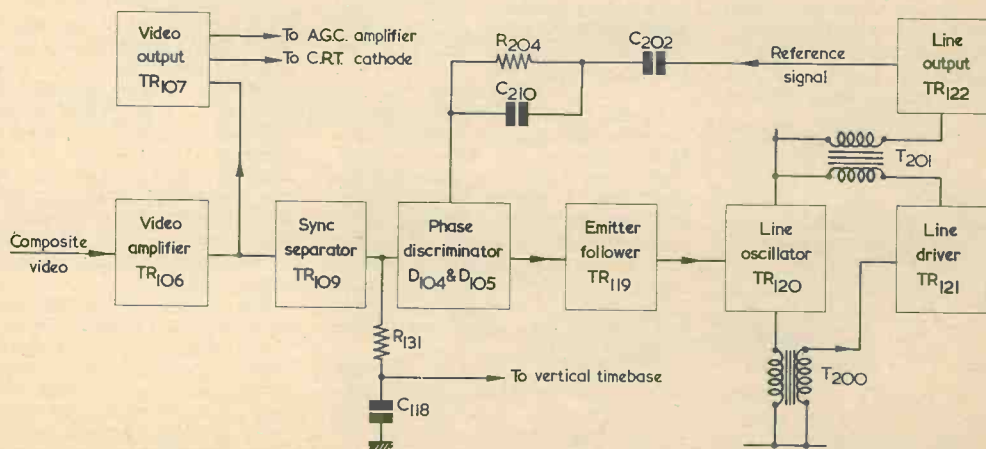 Video
output
TR107
To A.G.C. amplifier
To C.R.T. cathode
R204
C210
C202
Reference
signal
Line
output
TR122
T201
Composite
video
Video
amplifier
TR106
Sync
separator
TR109
Phase
discriminator
D104 & D105
Emitter
follower
TR119
Line
oscillator
TR120
Line
driver
TR121
R131
To vertical timebase
C118
T200